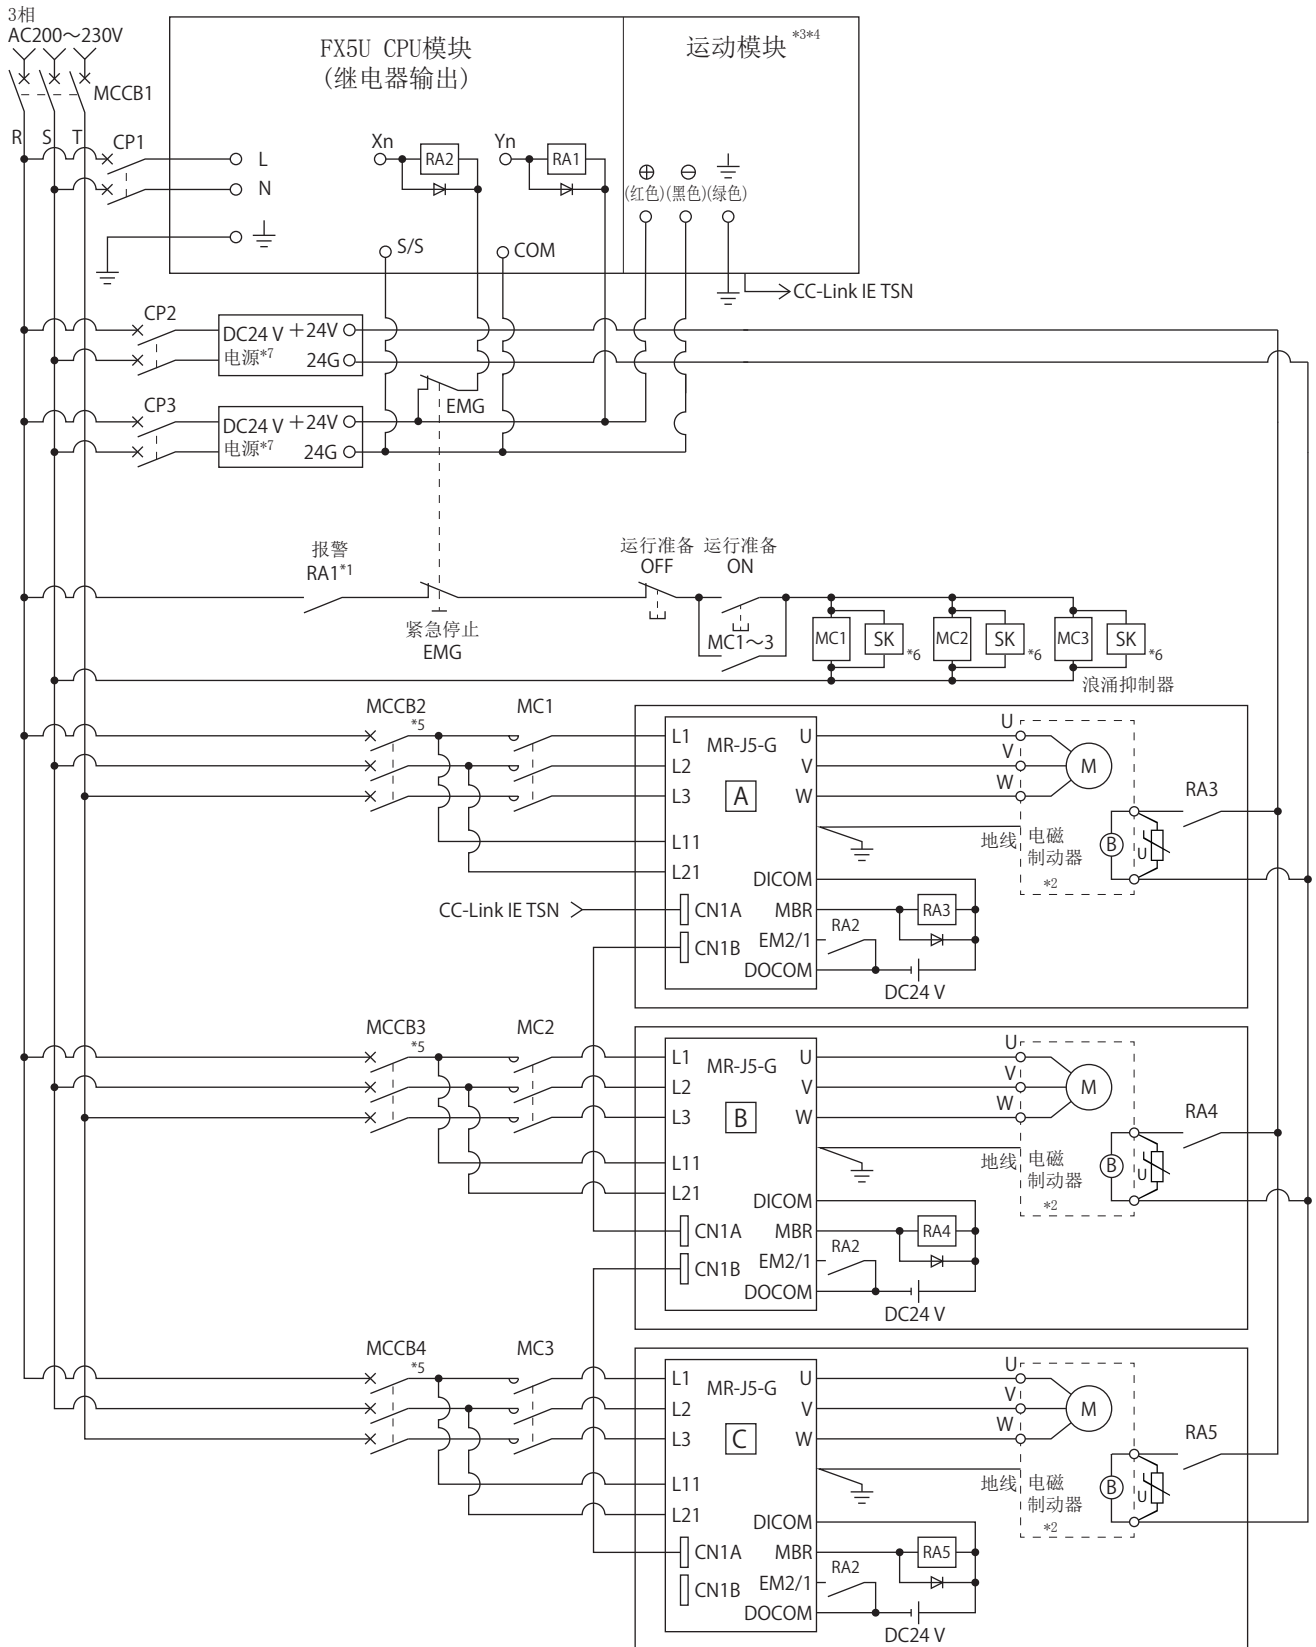 3相
AC200～230V
MCCB1
R S T
CP1
FX5U CPU模块
(继电器输出)
运动模块 *3*4
L
N
Xn
RA2
Yn
RA1
⊕ ⊖
(红色)(黑色)(绿色)
S/S
COM
CC-Link IE TSN
CP2
DC24 V +24V
电源*7 24G
CP3
DC24 V +24V
电源*7 24G
EMG
报警
RA1*1
紧急停止
EMG
运行准备
OFF
运行准备
ON
MC1～3
MC1
SK
*6
MC2
SK
*6
MC3
SK
*6
浪涌抑制器
MCCB2
*5
MC1
L1
L2
L3
L11
L21
CC-Link IE TSN
CN1A
CN1B
MR-J5-G
A
U
V
W
DICOM
MBR
EM2/1
DOCOM
RA3
RA2
DC24 V
地线
U
V
W
M
电磁
制动器
*2
B
U
RA3
MCCB3
*5
MC2
L1
L2
L3
L11
L21
CN1A
CN1B
MR-J5-G
B
U
V
W
DICOM
MBR
EM2/1
DOCOM
RA4
RA2
DC24 V
地线
U
V
W
M
电磁
制动器
*2
B
U
RA4
MCCB4
*5
MC3
L1
L2
L3
L11
L21
CN1A
CN1B
MR-J5-G
C
U
V
W
DICOM
MBR
EM2/1
DOCOM
RA5
RA2
DC24 V
地线
U
V
W
M
电磁
制动器
*2
B
U
RA5